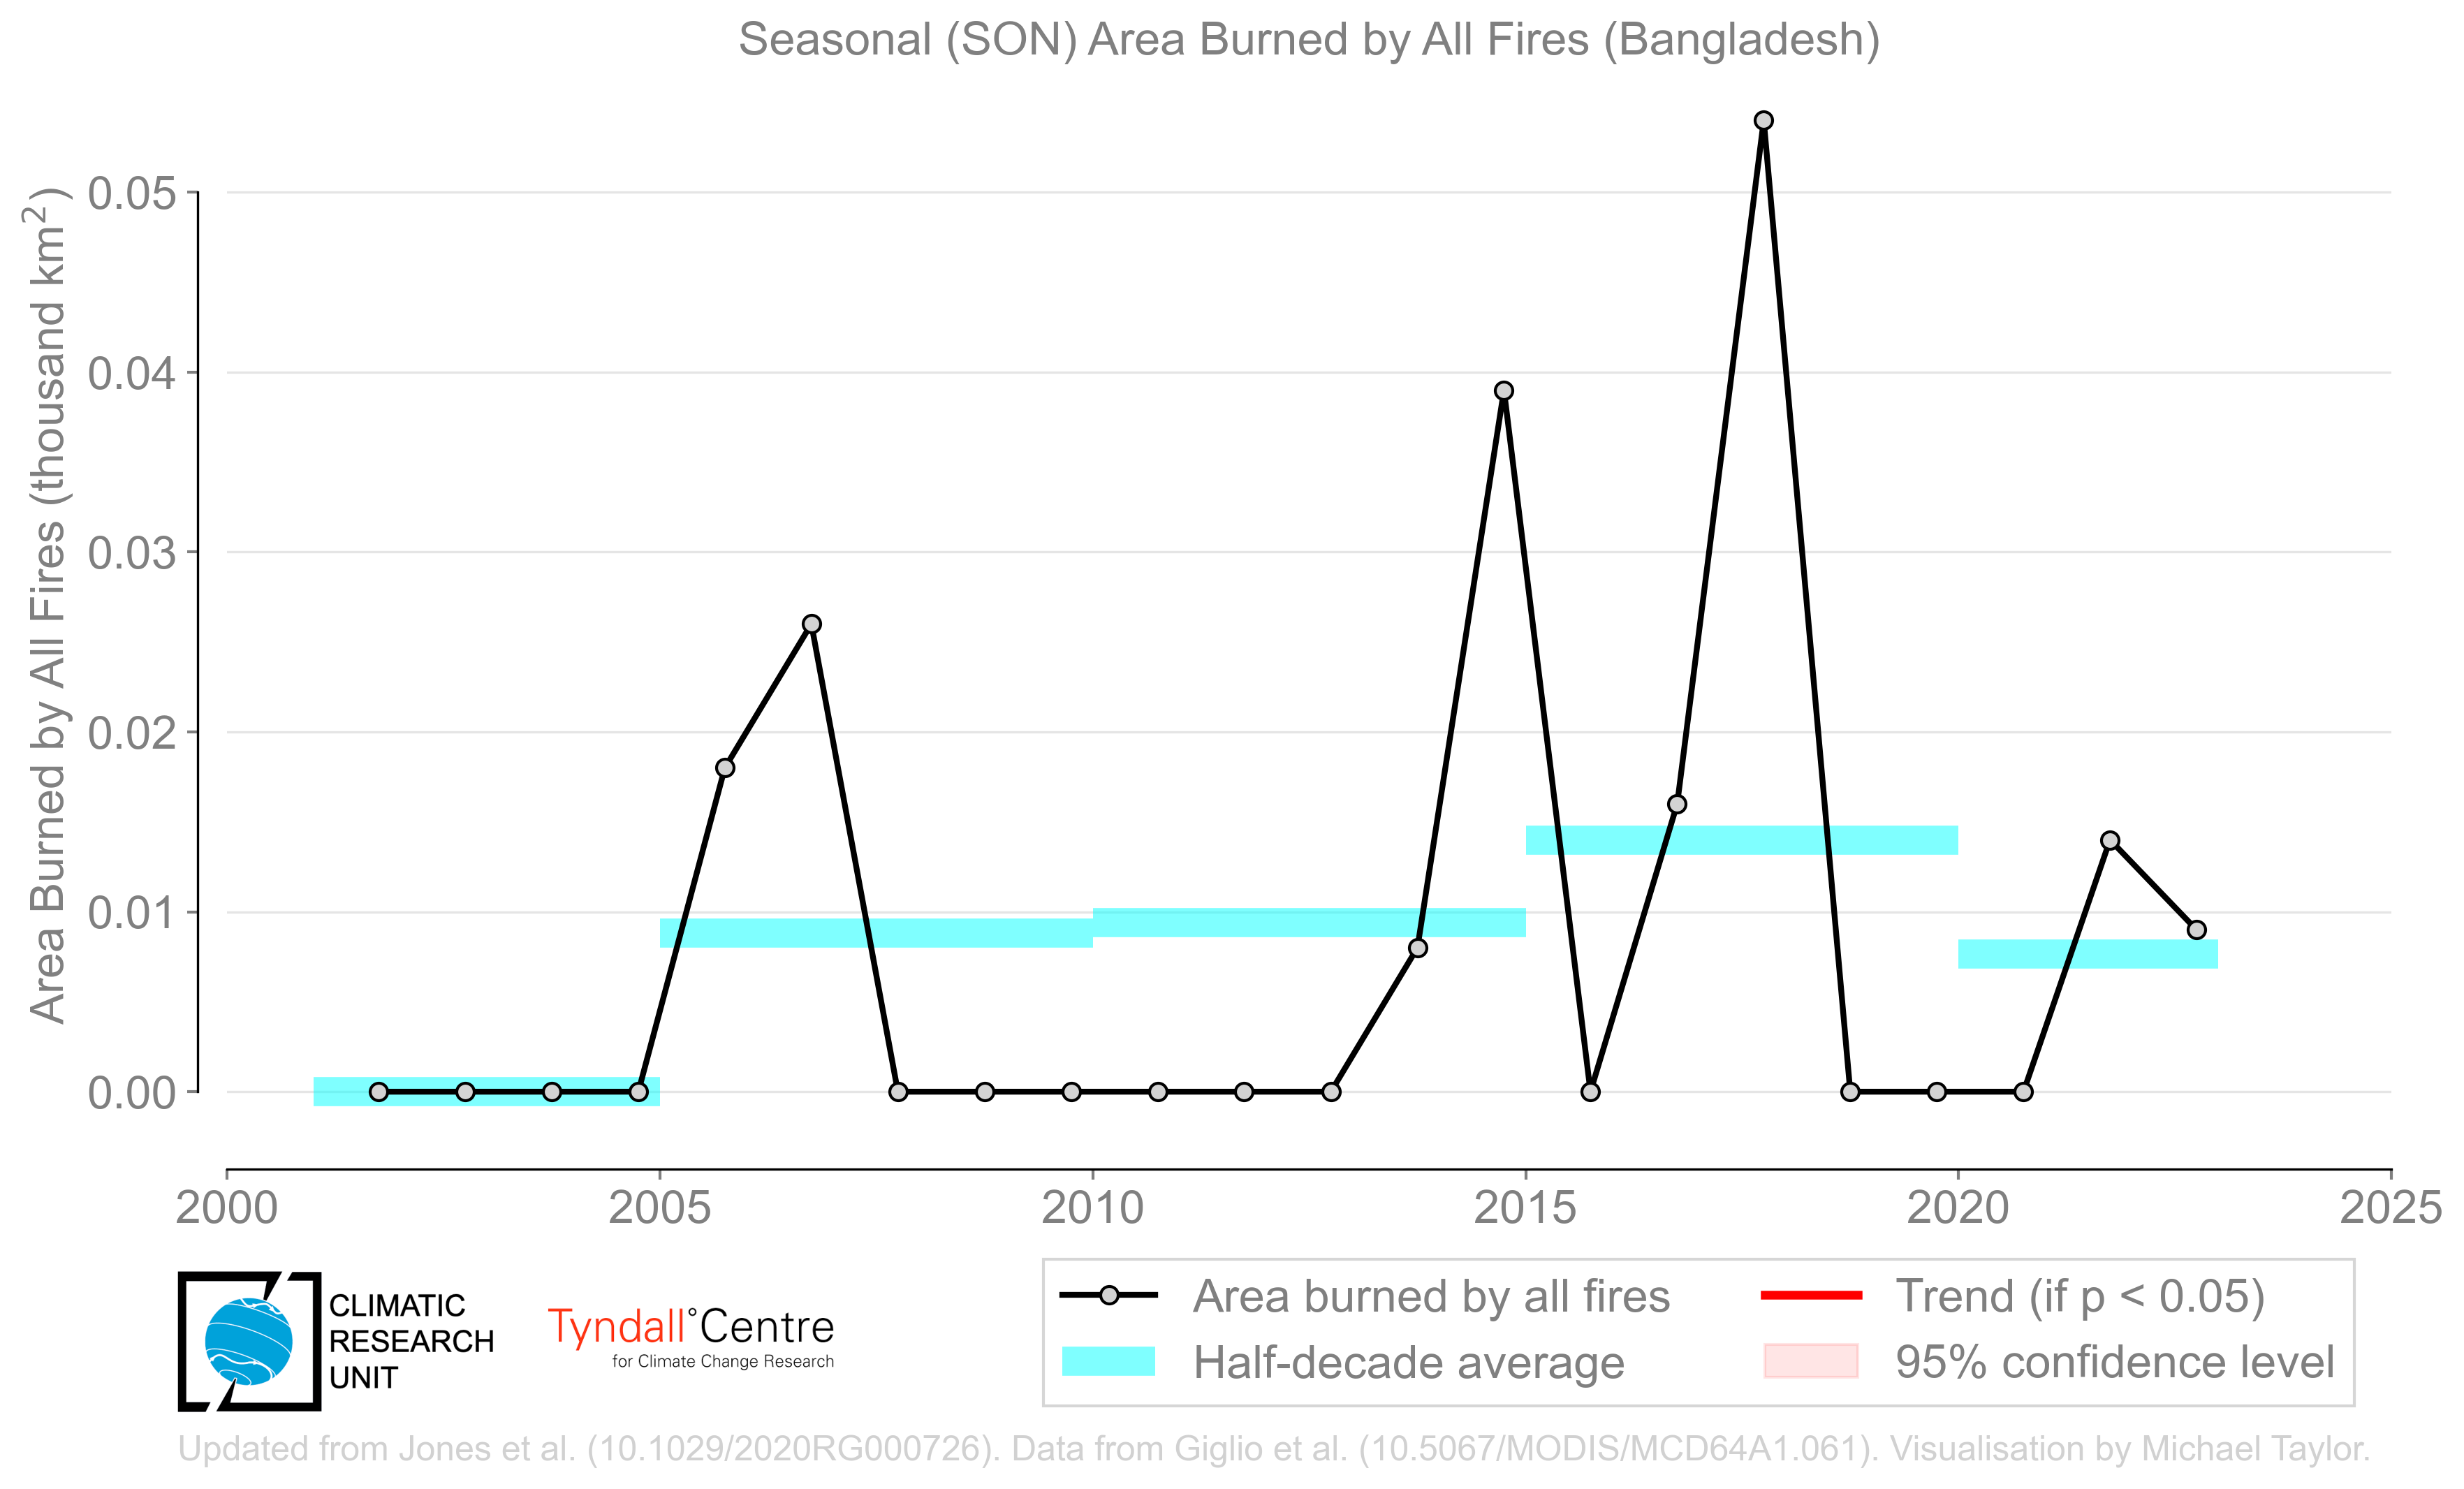 Seasonal (SON) Area Burned by All Fires (Bangladesh)
Area Burned by All Fires (thousand km²)
0.05
0.04
0.03
0.02
0.01
0.00
2000 2005 2010 2015 2020 2025
CLIMATIC
RESEARCH
UNIT
Tyndall°Centre
for Climate Change Research
Area burned by all fires
Half-decade average
Trend (if p < 0.05)
95% confidence level
Updated from Jones et al. (10.1029/2020RG000726). Data from Giglio et al. (10.5067/MODIS/MCD64A1.061). Visualisation by Michael Taylor.